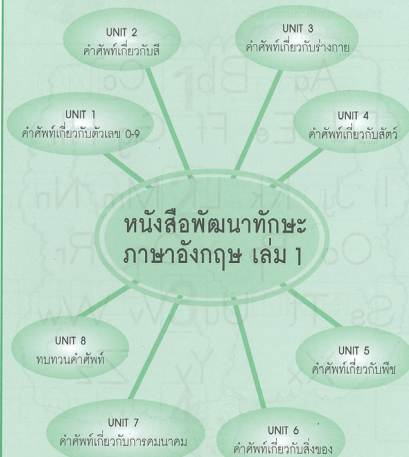 หนังสือพัฒนาทักษะ
ภาษาอังกฤษ เล่ม 1
UNIT 1
คำศัพท์เกี่ยวกับตัวเลข 0-9
UNIT 2
คำศัพท์เกี่ยวกับสี
UNIT 3
คำศัพท์เกี่ยวกับร่างกาย
UNIT 4
คำศัพท์เกี่ยวกับสัตว์
UNIT 5
คำศัพท์เกี่ยวกับพืช
UNIT 6
คำศัพท์เกี่ยวกับสิ่งของ
UNIT 7
คำศัพท์เกี่ยวกับการคมนาคม
UNIT 8
ทบทวนคำศัพท์